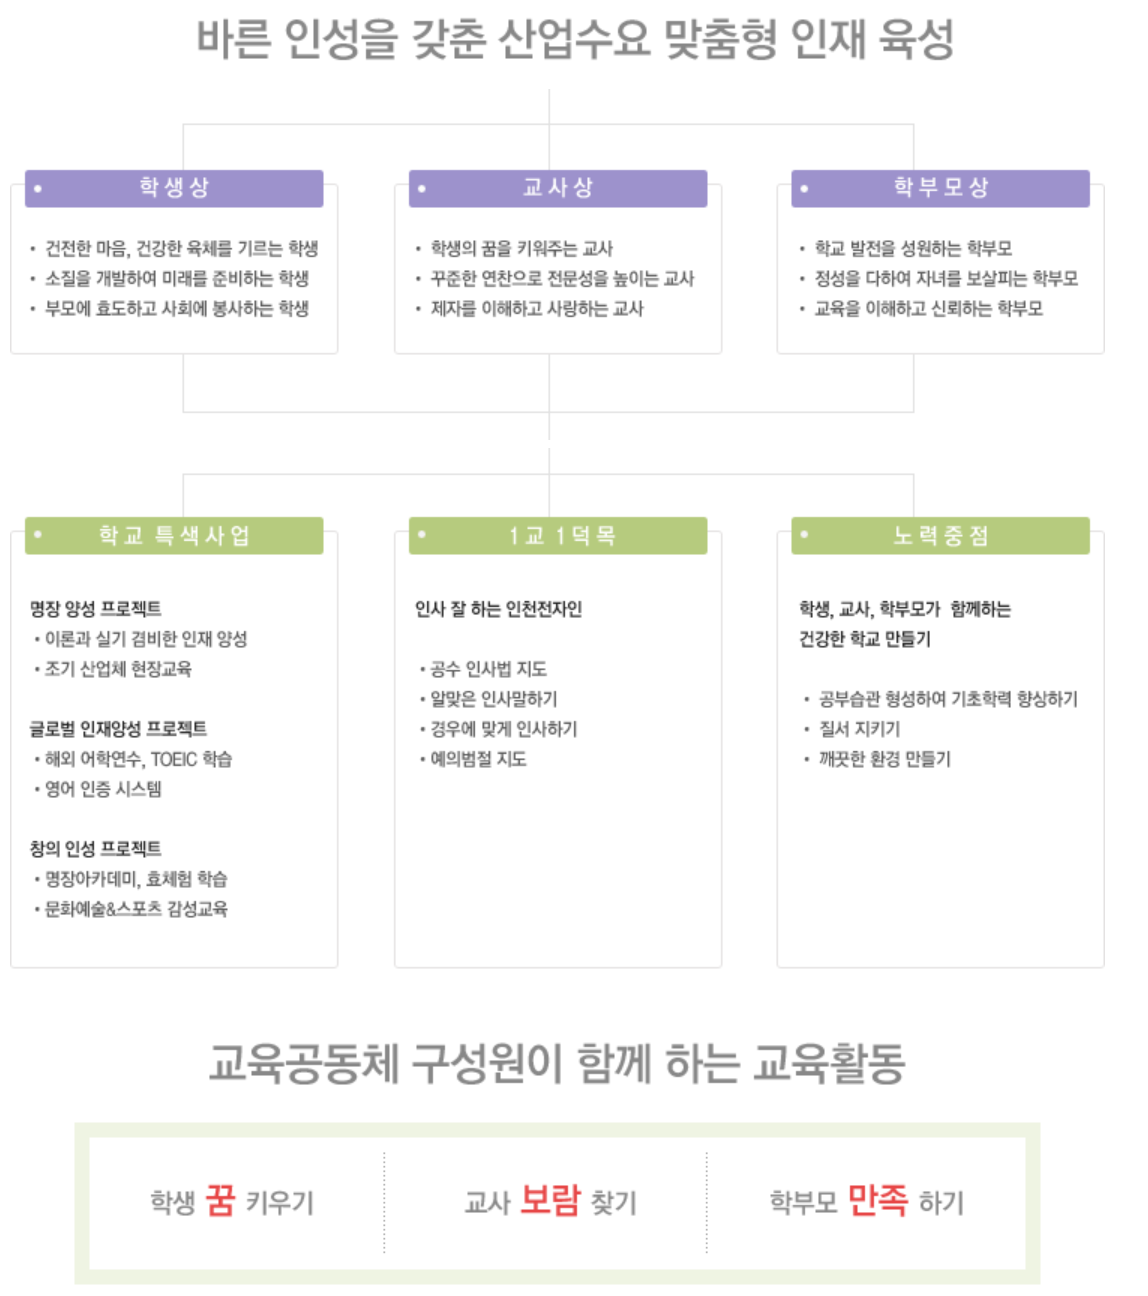 바른 인성을 갖춘 산업수요 맞춤형 인재 육성
학생상
• 건전한 마음, 건강한 육체를 기르는 학생
• 소질을 개발하여 미래를 준비하는 학생
• 부모에 효도하고 사회에 봉사하는 학생
교사상
• 학생의 꿈을 키워주는 교사
• 꾸준한 연찬으로 전문성을 높이는 교사
• 제자를 이해하고 사랑하는 교사
학부모상
• 학교 발전을 성원하는 학부모
• 정성을 다하여 자녀를 보살피는 학부모
• 교육을 이해하고 신뢰하는 학부모
학교 특색사업
명장 양성 프로젝트
• 이론과 실기 겸비한 인재 양성
• 조기 산업체 현장교육
글로벌 인재양성 프로젝트
• 해외 어학연수, TOEIC 학습
• 영어 인증 시스템
창의 인성 프로젝트
• 명장아카데미, 효체험 학습
• 문화예술&스포츠 감성교육
1교 1덕목
인사 잘 하는 인천전자인
• 공수 인사법 지도
• 알맞은 인사말하기
• 경우에 맞게 인사하기
• 예의범절 지도
노력중점
학생, 교사, 학부모가 함께하는
건강한 학교 만들기
• 공부습관 형성하여 기초학력 향상하기
• 질서 지키기
• 깨끗한 환경 만들기
교육공동체 구성원이 함께 하는 교육활동
학생 꿈 키우기
교사 보람 찾기
학부모 만족 하기